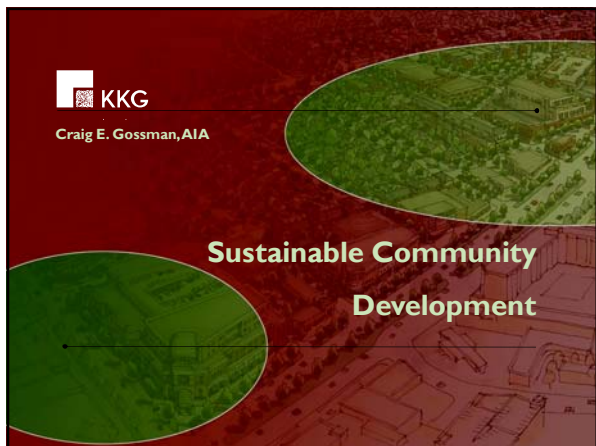 KKG
Craig E. Gossman, AIA
Sustainable Community
Development